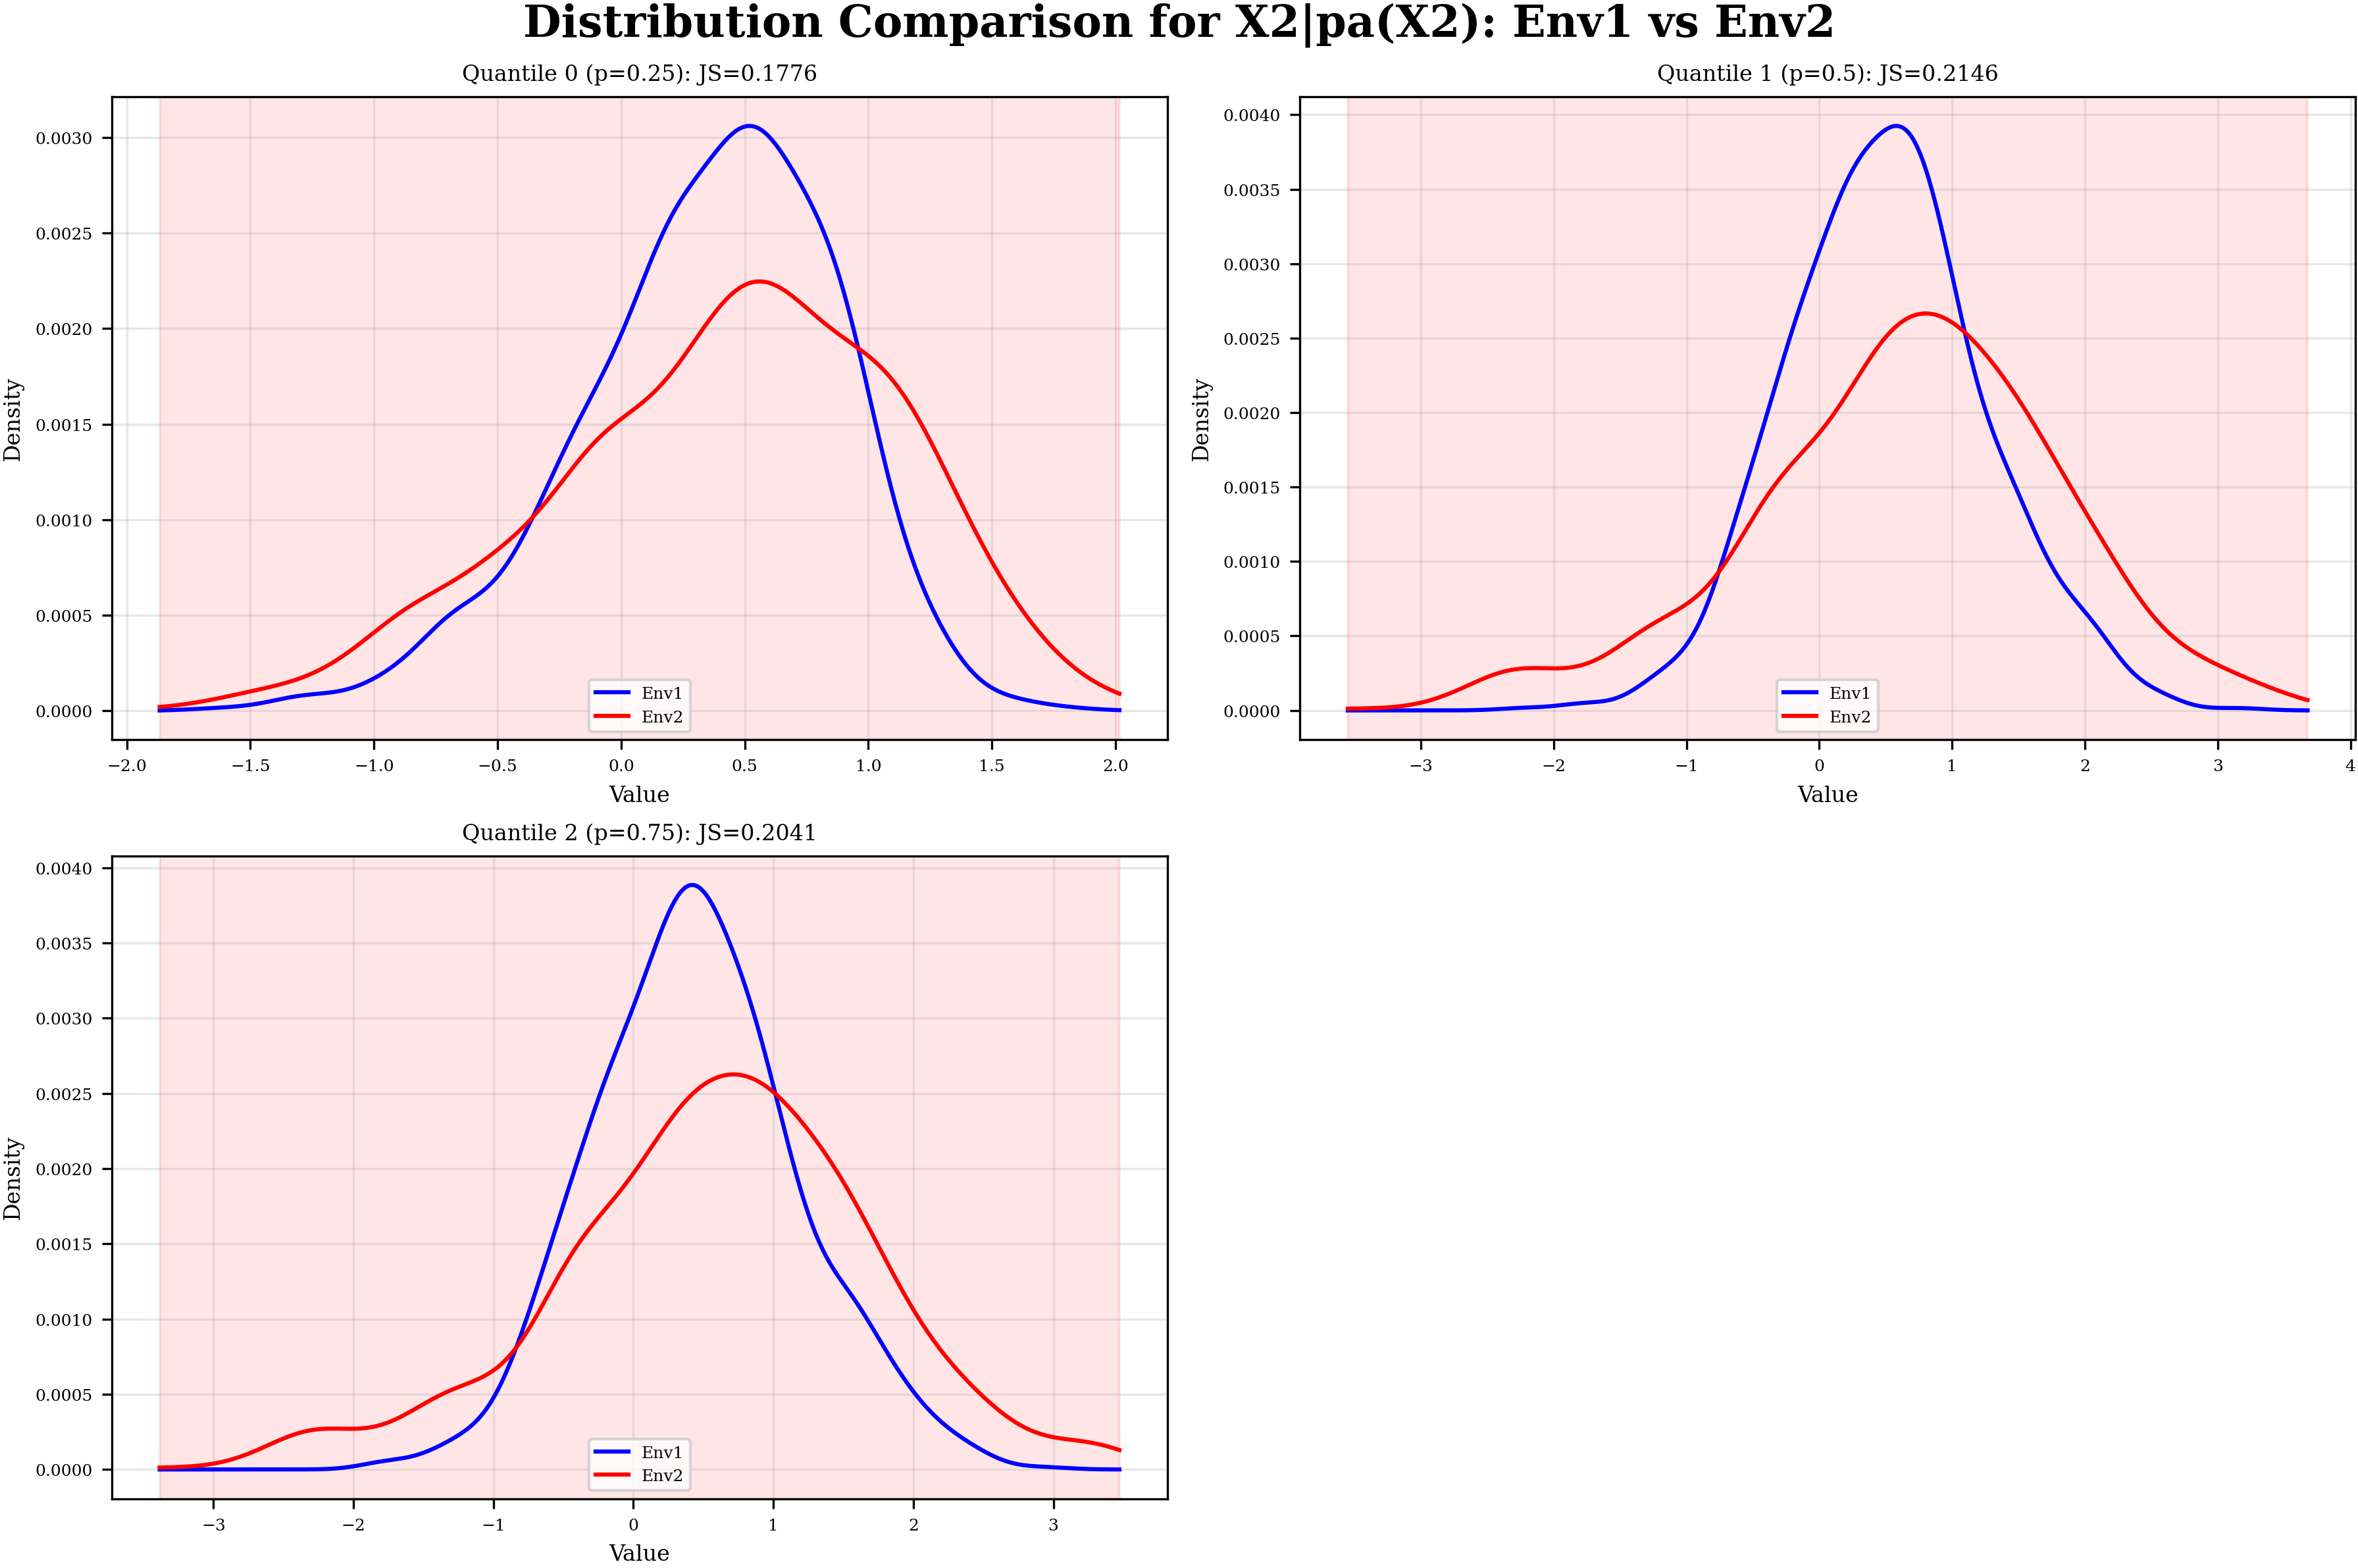 Distribution Comparison for X2|pa(X2): Env1 vs Env2
Quantile 0 (p=0.25): JS=0.1776
Density
0.0030
0.0025
0.0020
0.0015
0.0010
0.0005
0.0000
−2.0 −1.5 −1.0 −0.5 0.0 0.5 1.0 1.5 2.0
Value
Env1
Env2
Quantile 1 (p=0.5): JS=0.2146
Density
0.0040
0.0035
0.0030
0.0025
0.0020
0.0015
0.0010
0.0005
0.0000
−3 −2 −1 0 1 2 3 4
Value
Env1
Env2
Quantile 2 (p=0.75): JS=0.2041
Density
0.0040
0.0035
0.0030
0.0025
0.0020
0.0015
0.0010
0.0005
0.0000
−3 −2 −1 0 1 2 3
Value
Env1
Env2